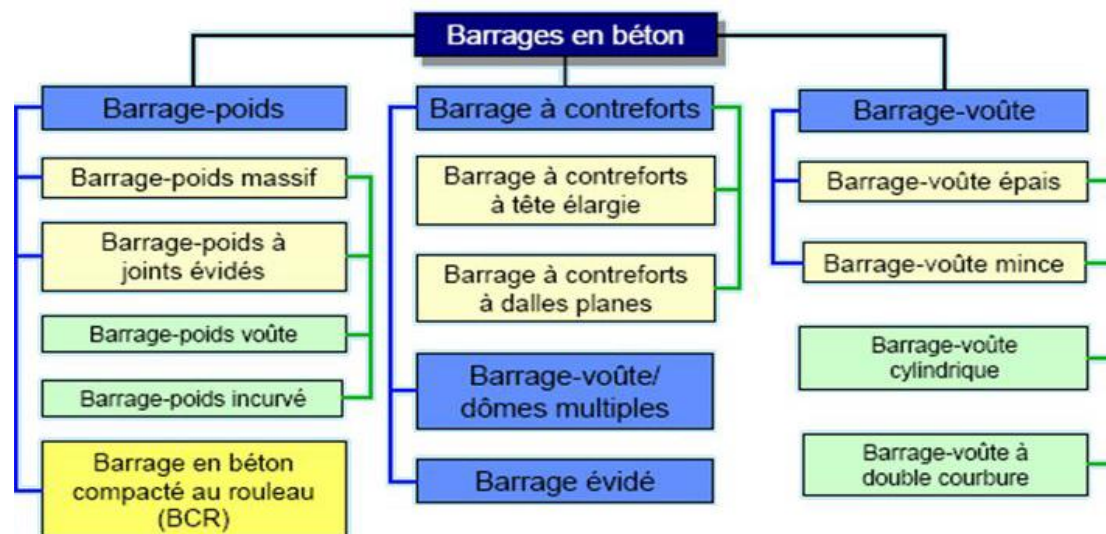 Barrages en béton
Barrage-poids
Barrage-poids massif
Barrage-poids à
joints évidés
Barrage-poids voûte
Barrage-poids incurvé
Barrage en béton
compacté au rouleau
(BCR)
Barrage à contreforts
Barrage à contreforts
à tête élargie
Barrage à contreforts
à dalles planes
Barrage-voûte/
dômes multiples
Barrage évidé
Barrage-voûte
Barrage-voûte épais
Barrage-voûte mince
Barrage-voûte
cylindrique
Barrage-voûte à
double courbure